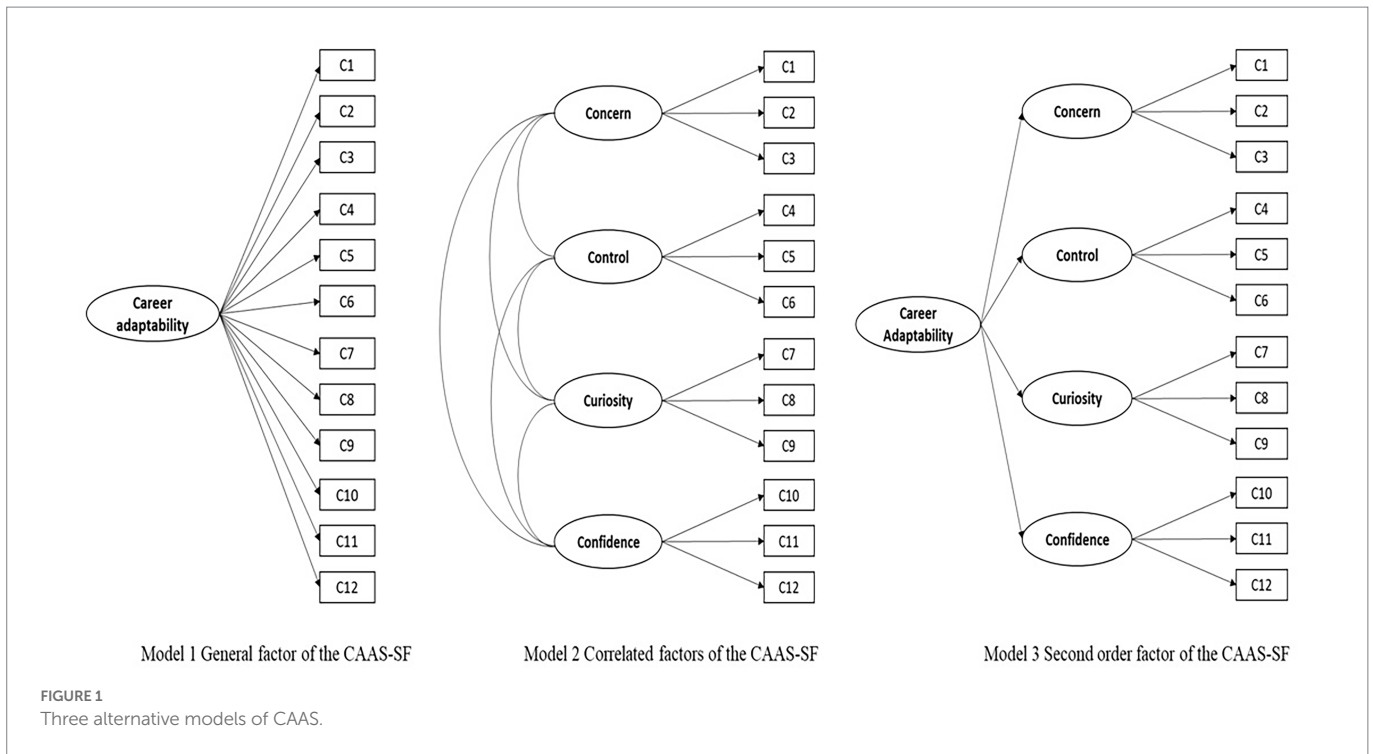 C1
C2
C3
C4
C5
C6
C7
C8
C9
C10
C11
C12
Career
adaptability
Model 1 General factor of the CAAS-SF
Concern
Control
Curiosity
Confidence
C1
C2
C3
C4
C5
C6
C7
C8
C9
C10
C11
C12
Model 2 Correlated factors of the CAAS-SF
Career
Adaptability
Concern
Control
Curiosity
Confidence
C1
C2
C3
C4
C5
C6
C7
C8
C9
C10
C11
C12
Model 3 Second order factor of the CAAS-SF
FIGURE 1
Three alternative models of CAAS.